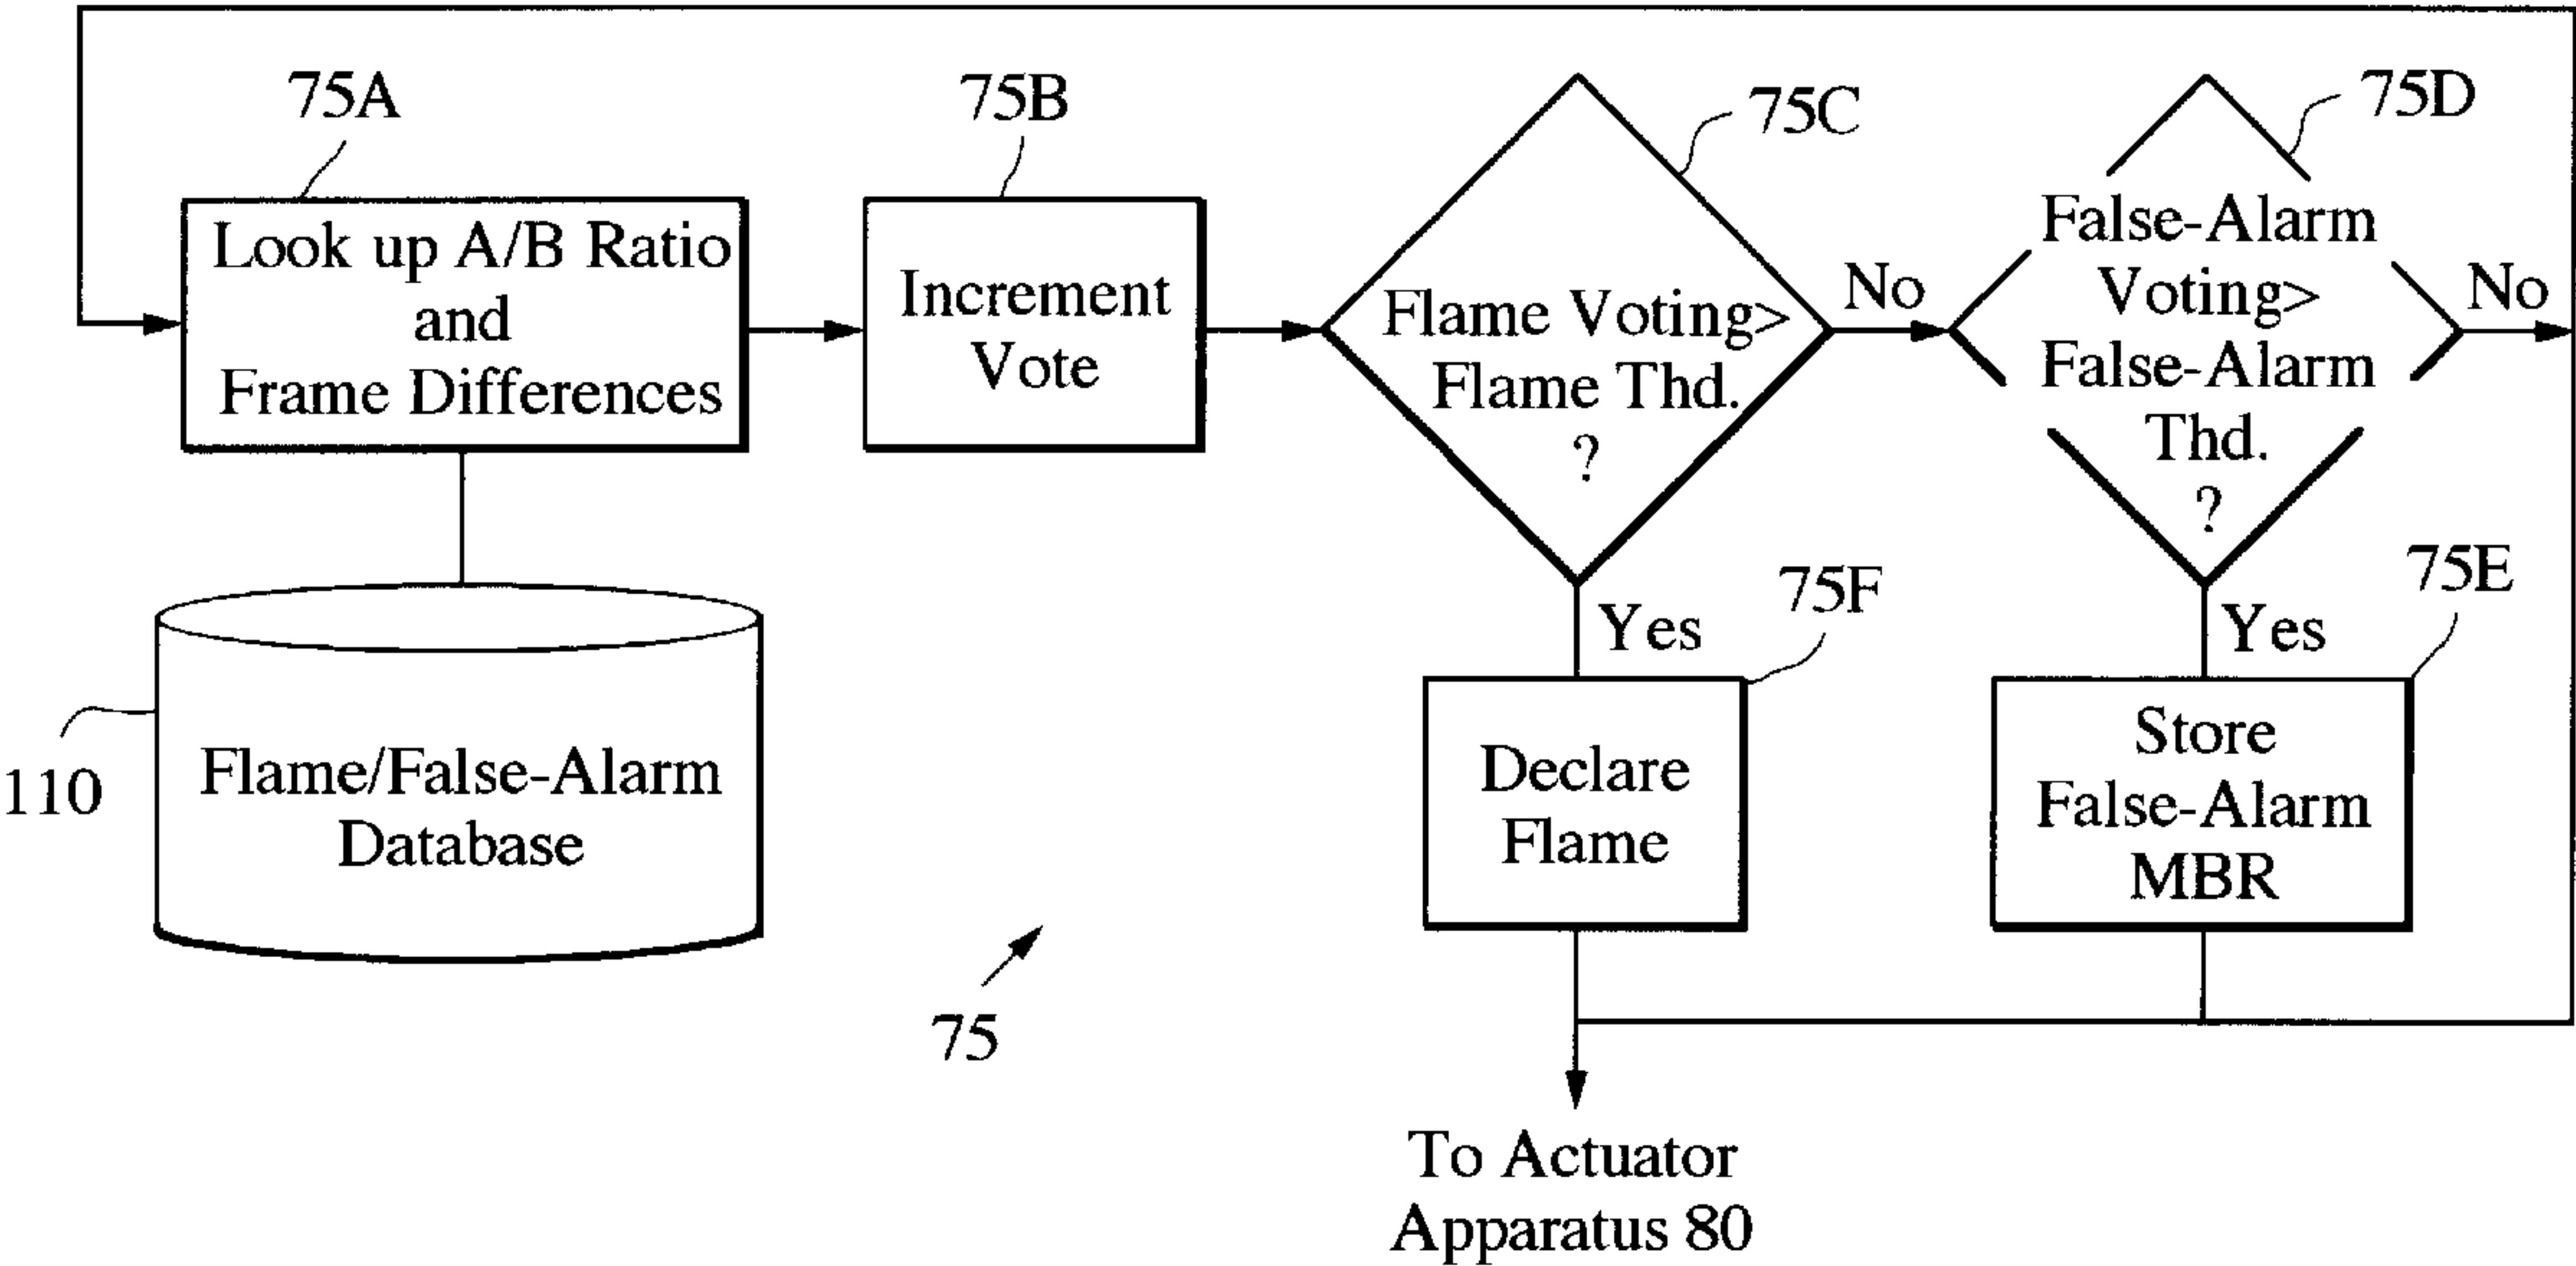 75A
75B
75C
75D
Look up A/B Ratio
and
Frame Differences
Increment
Vote
Flame Voting>
Flame Thd.
?
No
False-Alarm
Voting>
False-Alarm
Thd.
?
No
Yes
75F
Yes
75E
110
Flame/False-Alarm
Database
Declare
Flame
Store
False-Alarm
MBR
75
To Actuator
Apparatus 80